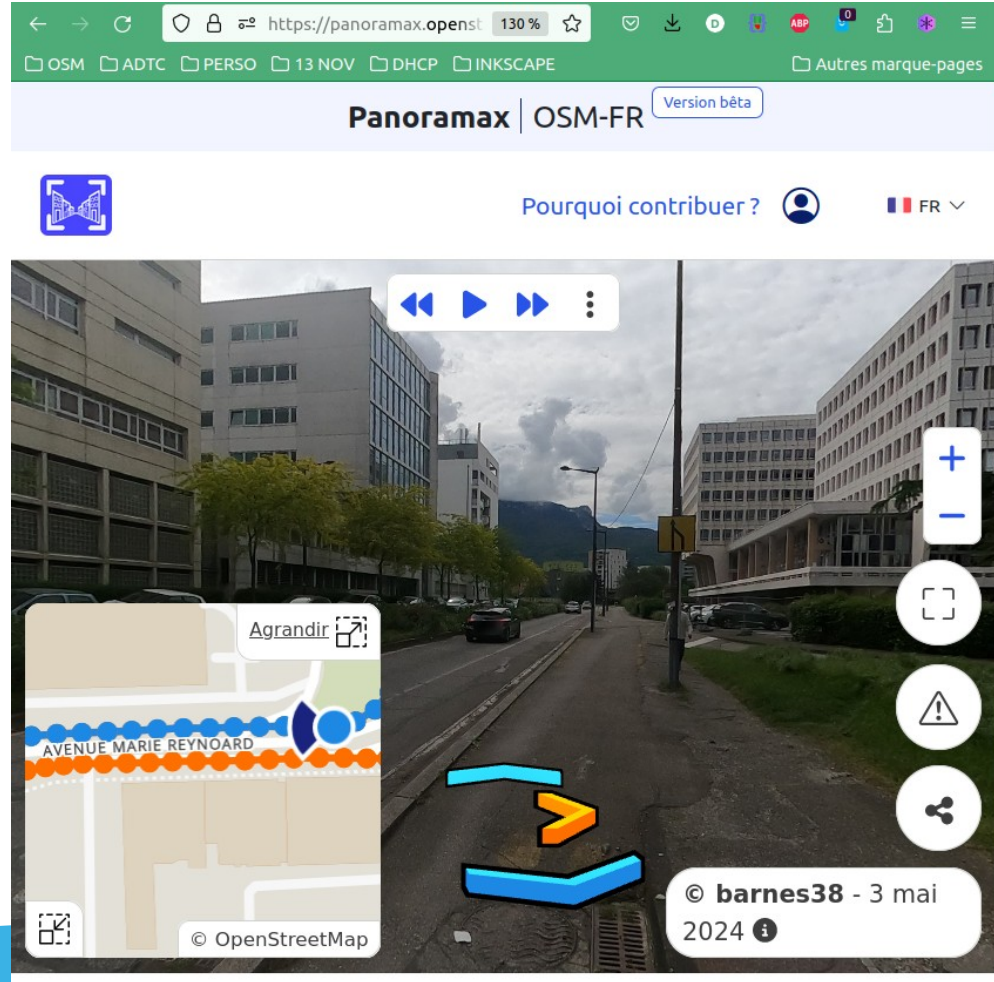 https://panoramax.openst
130 %
0
OSM ADTC PERSO 13 NOV DHCP INKSCAPE Autres marque-pages
Panoramax | OSM-FR Version bêta
Pourquoi contribuer ? FR
Agrandir
AVENUE MARIE REYNOARD
© OpenStreetMap
© barnes38 - 3 mai
2024